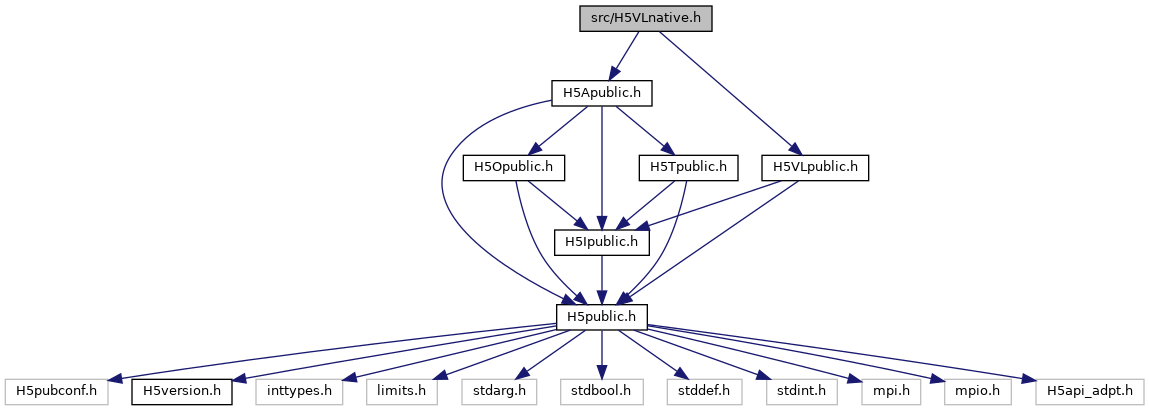 src/H5VLnative.h
H5Apublic.h
H5Opublic.h
H5Tpublic.h
H5VLpublic.h
H5Ipublic.h
H5public.h
H5pubconf.h
H5version.h
inttypes.h
limits.h
stdarg.h
stdbool.h
stddef.h
stdint.h
mpi.h
mpio.h
H5api_adpt.h